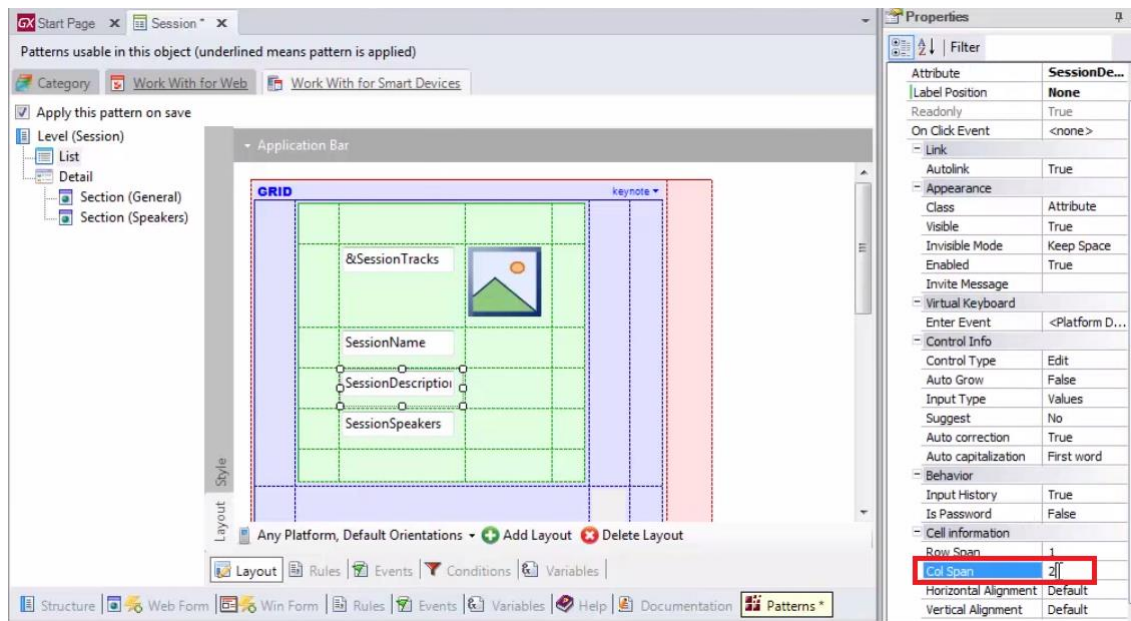 GX Start Page X Session* X
Patterns usable in this object (underlined means pattern is applied)
Category Work With for Web Work With for Smart Devices
Apply this pattern on save
Level (Session)
List
Detail
Section (General)
Section (Speakers)
Application Bar
GRID keynote
&SessionTracks
SessionName
SessionDescription
SessionSpeakers
Style
Layout
Any Platform, Default Orientations Add Layout Delete Layout
Layout Rules Events Conditions Variables
Structure Web Form Win Form Rules Events Variables Help Documentation Patterns *
Properties
Filter
Attribute SessionDe...
Label Position None
Readonly True
On Click Event <none>
Link
Autolink True
Appearance
Class Attribute
Visible True
Invisible Mode Keep Space
Enabled True
Invite Message
Virtual Keyboard
Enter Event <Platform D...
Control Info
Control Type Edit
Auto Grow False
Input Type Values
Suggest No
Auto correction True
Auto capitalization First word
Behavior
Input History True
Is Password False
Cell information
Row Span 1
Col Span 2
Horizontal Alignment Default
Vertical Alignment Default